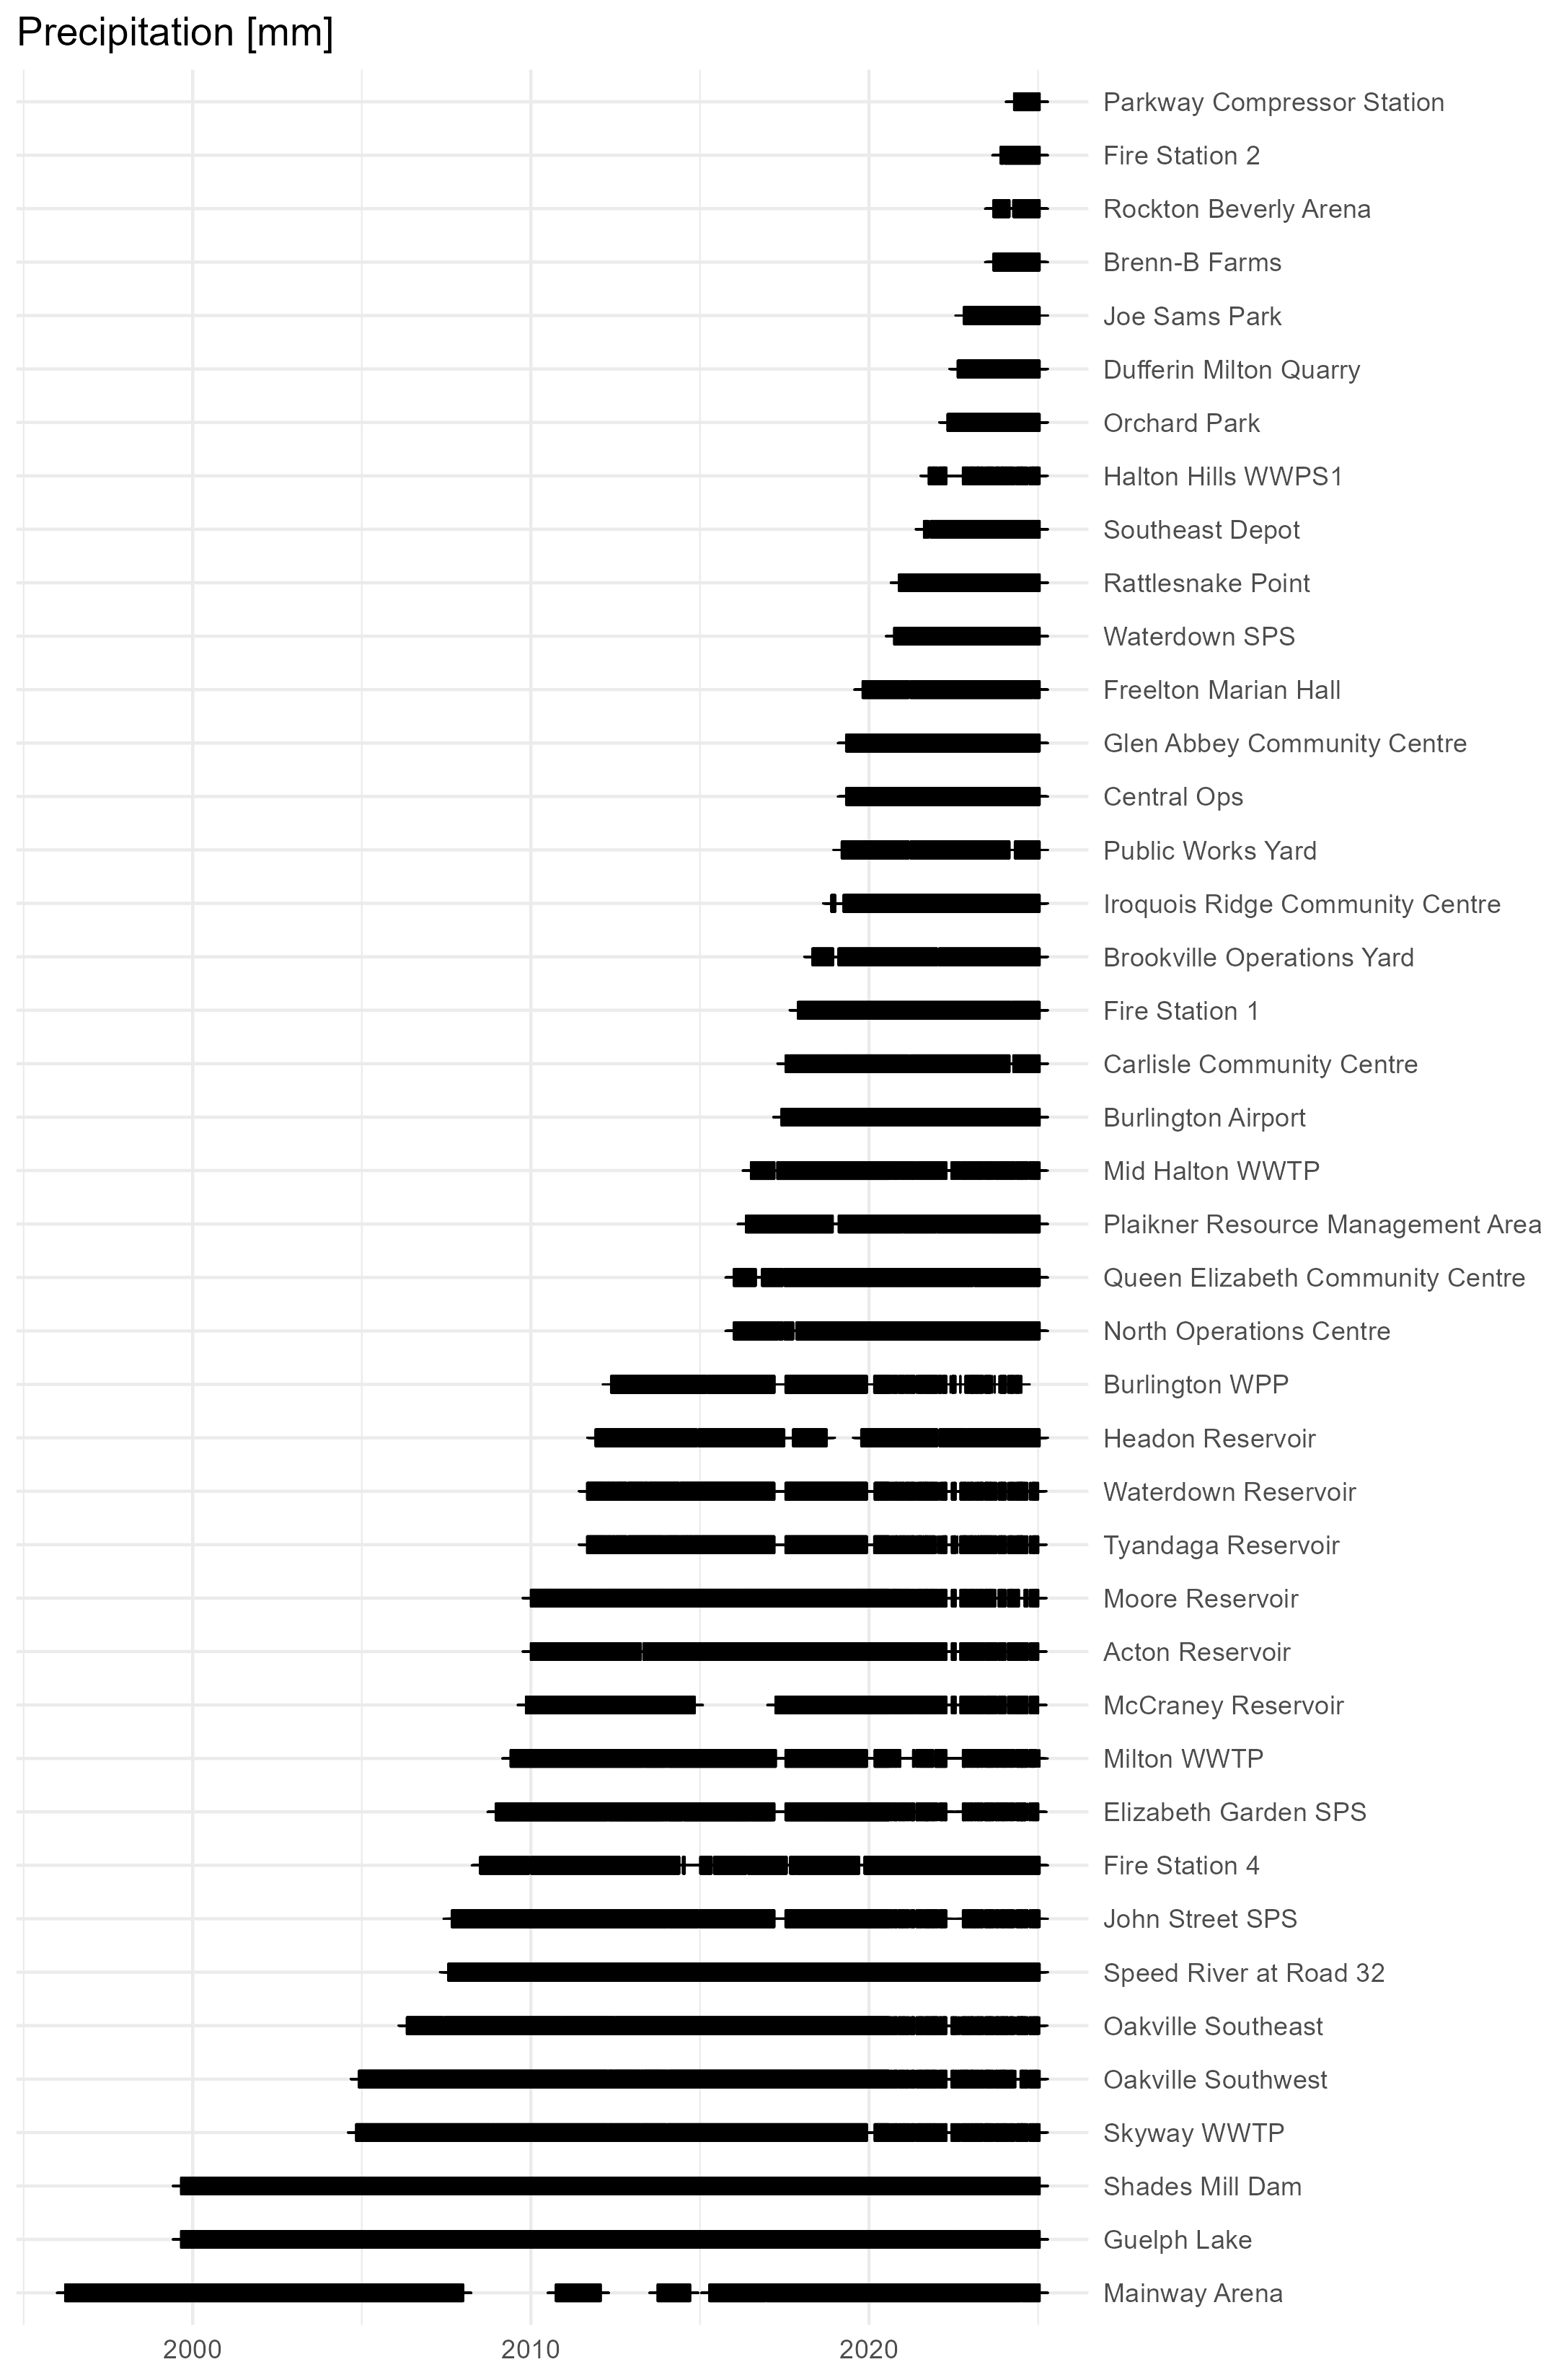 Precipitation [mm]
Parkway Compressor Station
Fire Station 2
Rockton Beverly Arena
Brenn-B Farms
Joe Sams Park
Dufferin Milton Quarry
Orchard Park
Halton Hills WWPS1
Southeast Depot
Rattlesnake Point
Waterdown SPS
Freelton Marian Hall
Glen Abbey Community Centre
Central Ops
Public Works Yard
Iroquois Ridge Community Centre
Brookville Operations Yard
Fire Station 1
Carlisle Community Centre
Burlington Airport
Mid Halton WWTP
Plaikner Resource Management Area
Queen Elizabeth Community Centre
North Operations Centre
Burlington WPP
Headon Reservoir
Waterdown Reservoir
Tyandaga Reservoir
Moore Reservoir
Acton Reservoir
McCraney Reservoir
Milton WWTP
Elizabeth Garden SPS
Fire Station 4
John Street SPS
Speed River at Road 32
Oakville Southeast
Oakville Southwest
Skyway WWTP
Shades Mill Dam
Guelph Lake
Mainway Arena
2000 2010 2020